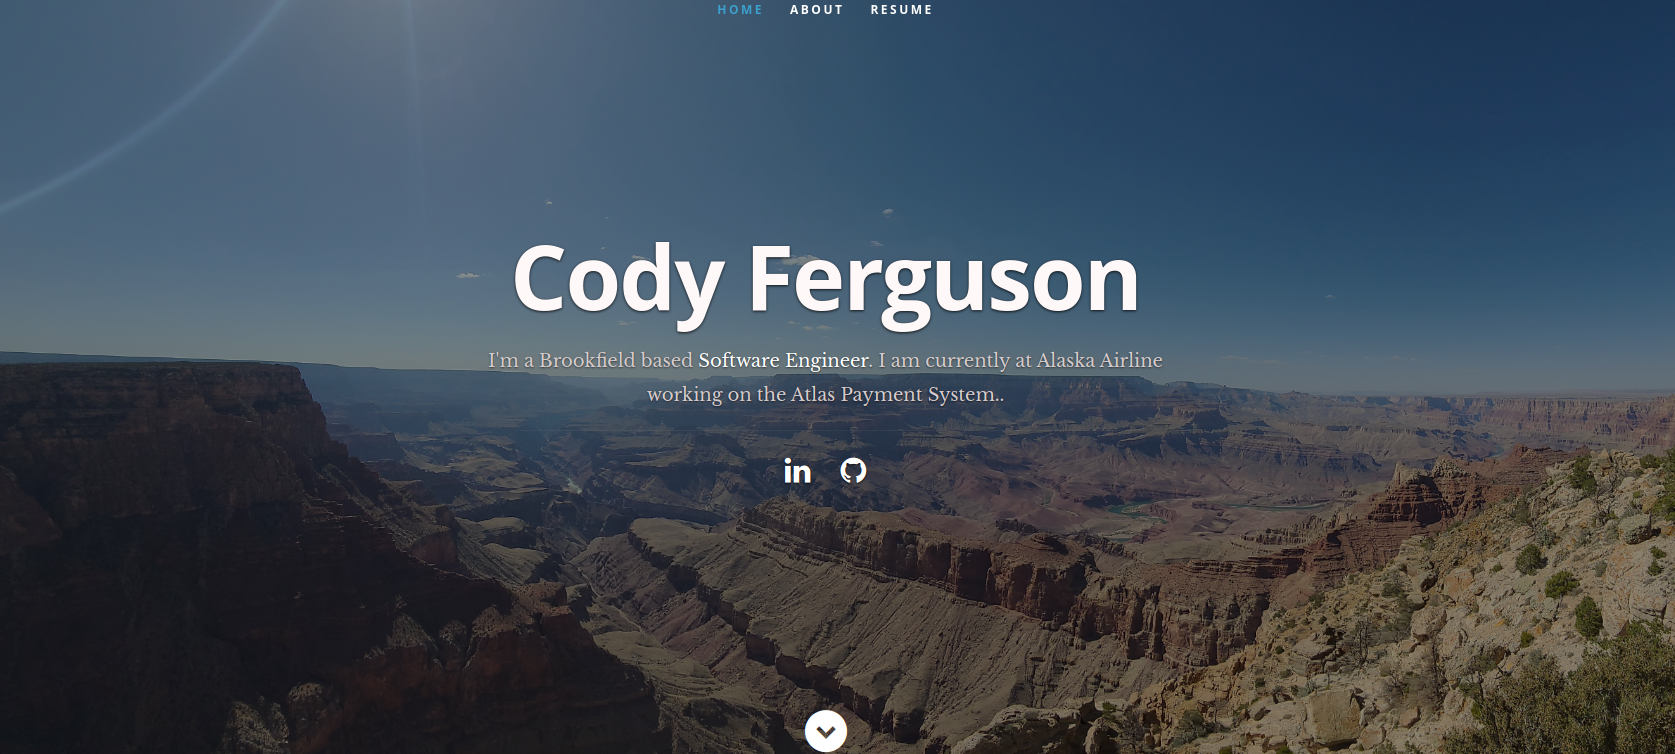 HOME ABOUT RESUME
Cody Ferguson
I'm a Brookfield based Software Engineer. I am currently at Alaska Airline
working on the Atlas Payment System..
in